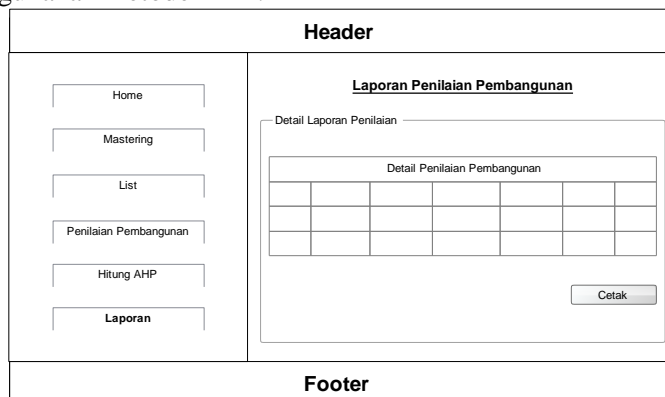 Header
Home
Mastering
List
Penilaian Pembangunan
Hitung AHP
Laporan
Laporan Penilaian Pembangunan
Detail Laporan Penilaian
Detail Penilaian Pembangunan
Cetak
Footer